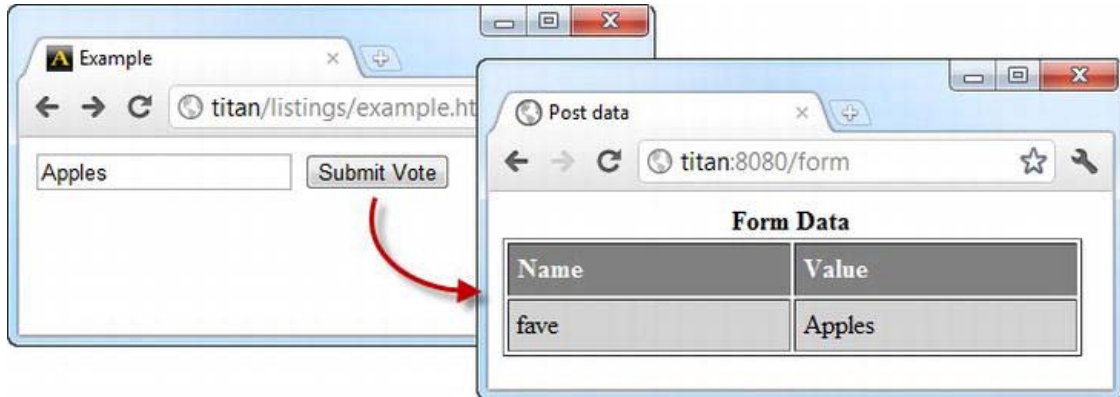 Example
titan/listings/example.ht
Apples
Submit Vote
Post data
titan:8080/form
Form Data
Name Value
fave Apples